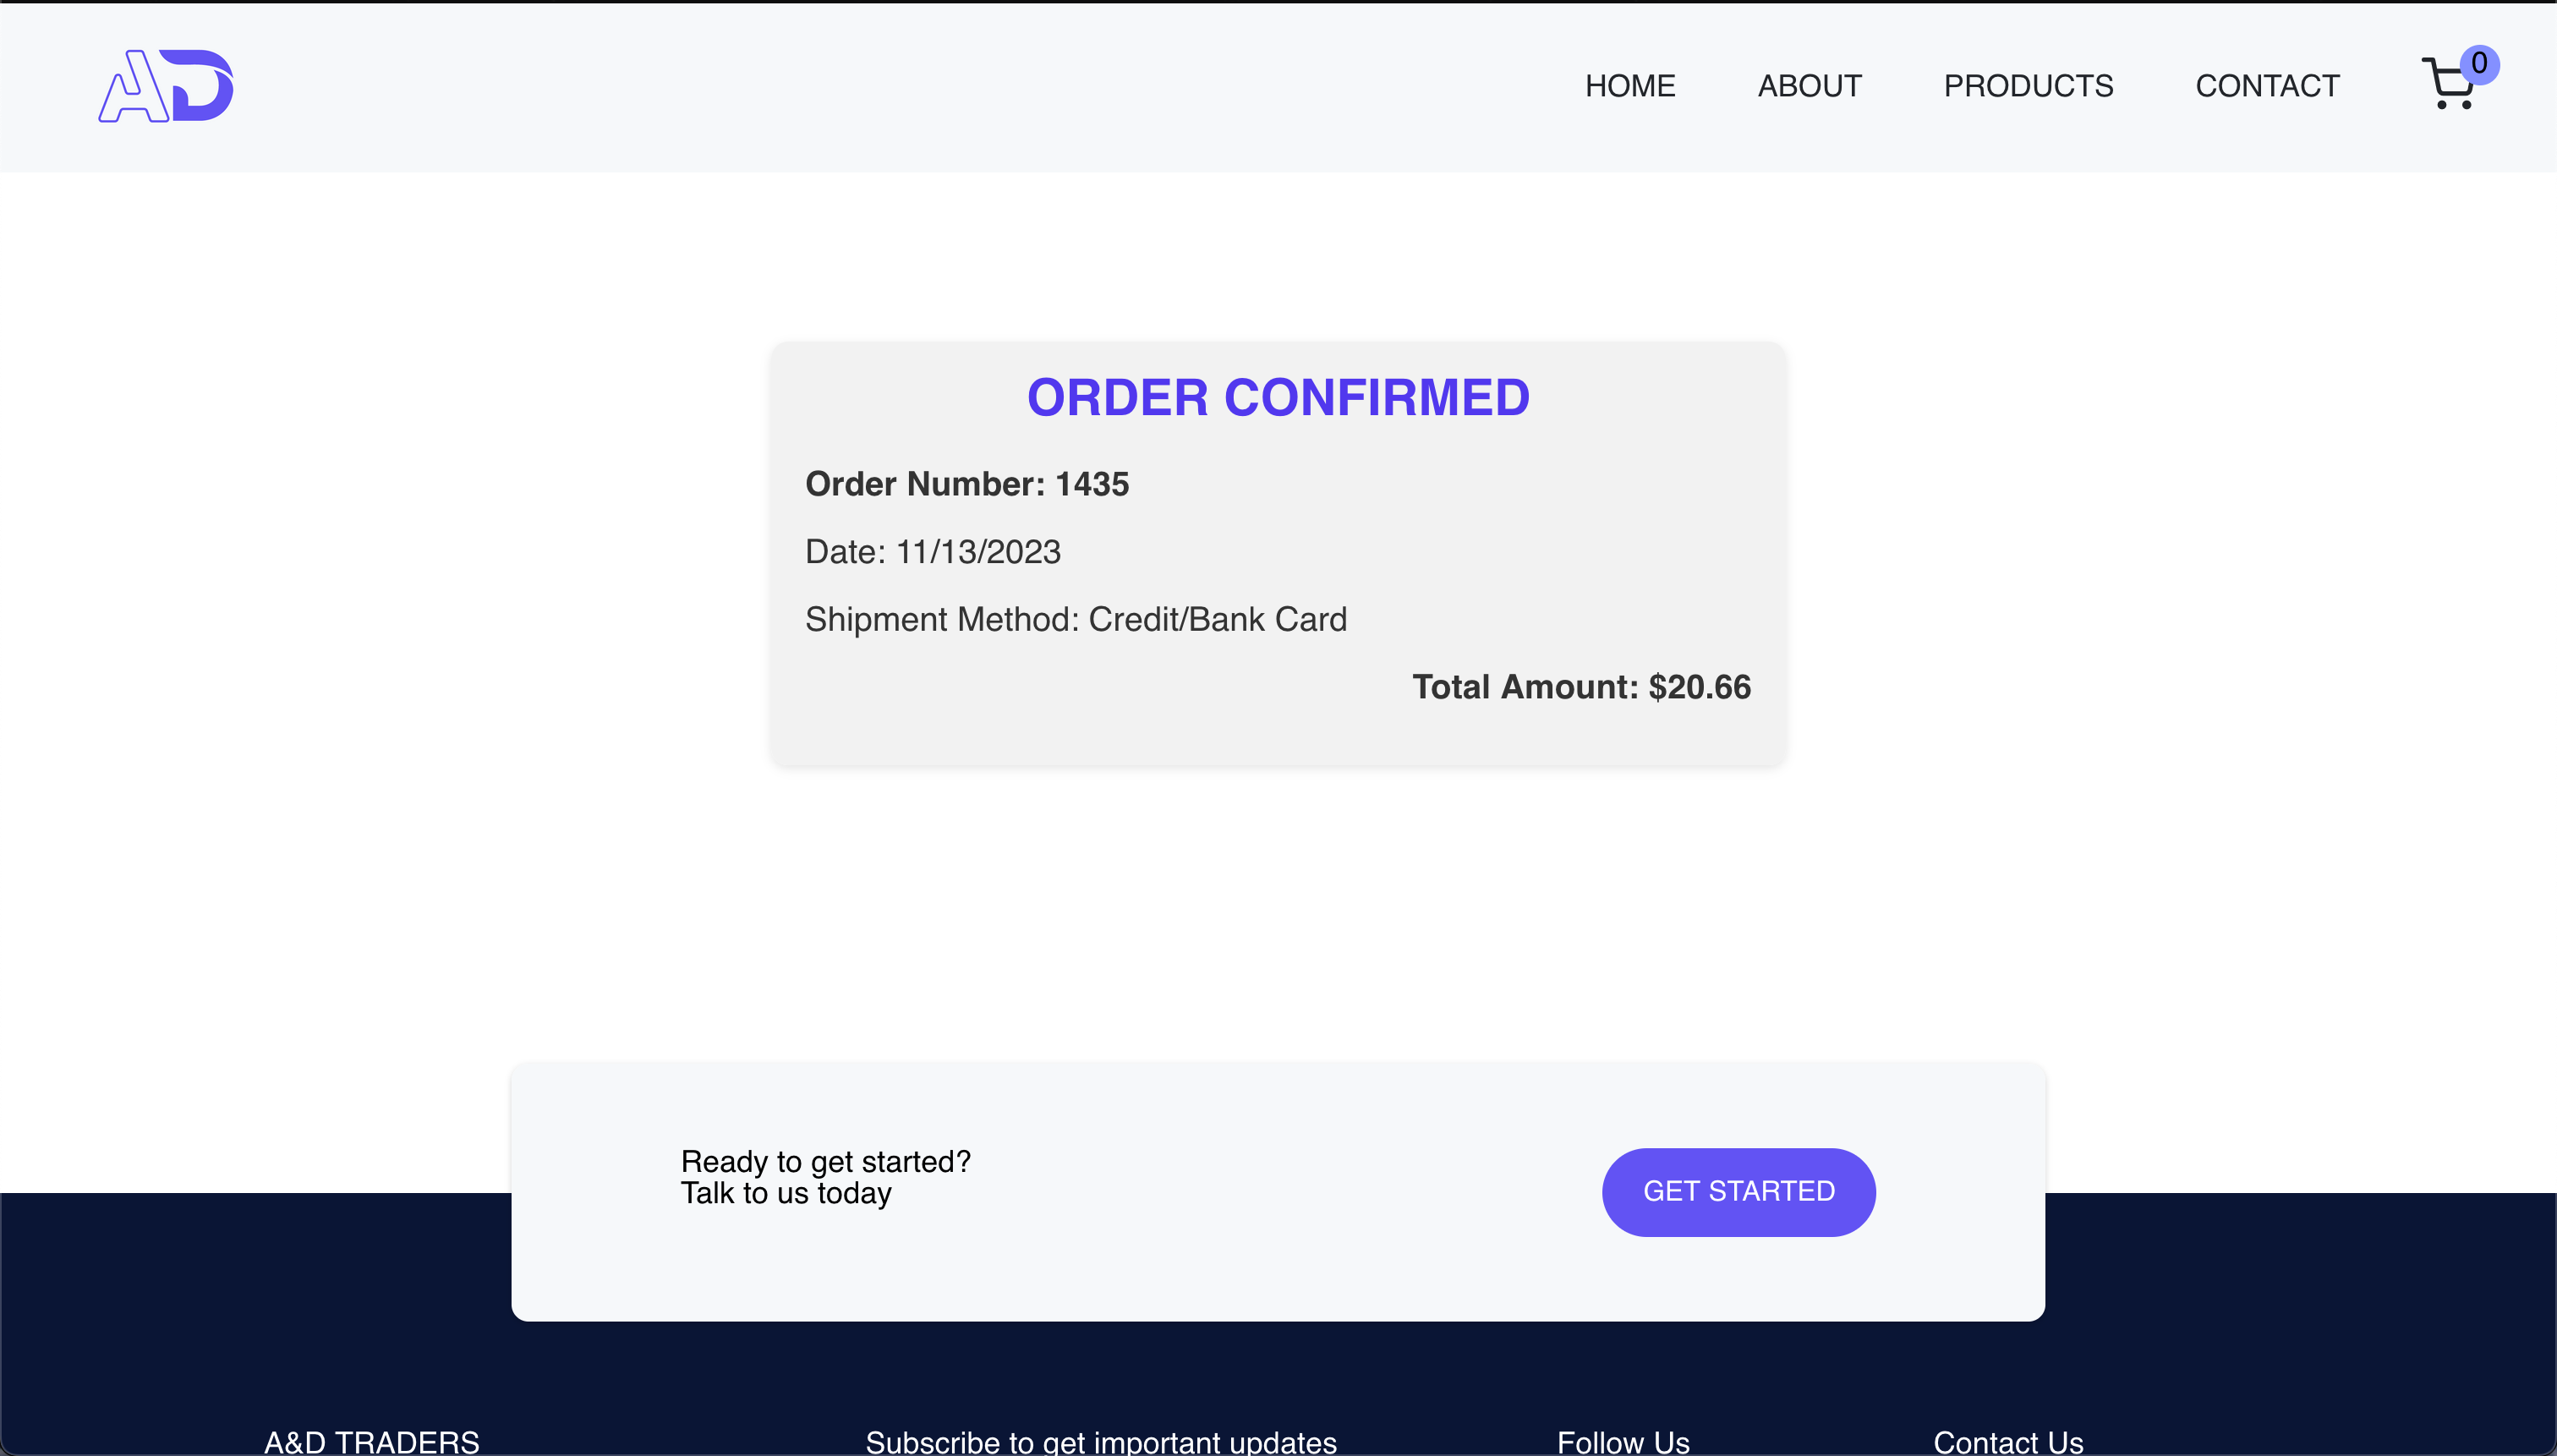 AD
HOME ABOUT PRODUCTS CONTACT 0
ORDER CONFIRMED
Order Number: 1435
Date: 11/13/2023
Shipment Method: Credit/Bank Card
Total Amount: $20.66
Ready to get started?
Talk to us today
GET STARTED
A&D TRADERS Subscribe to get important updates Follow Us Contact Us